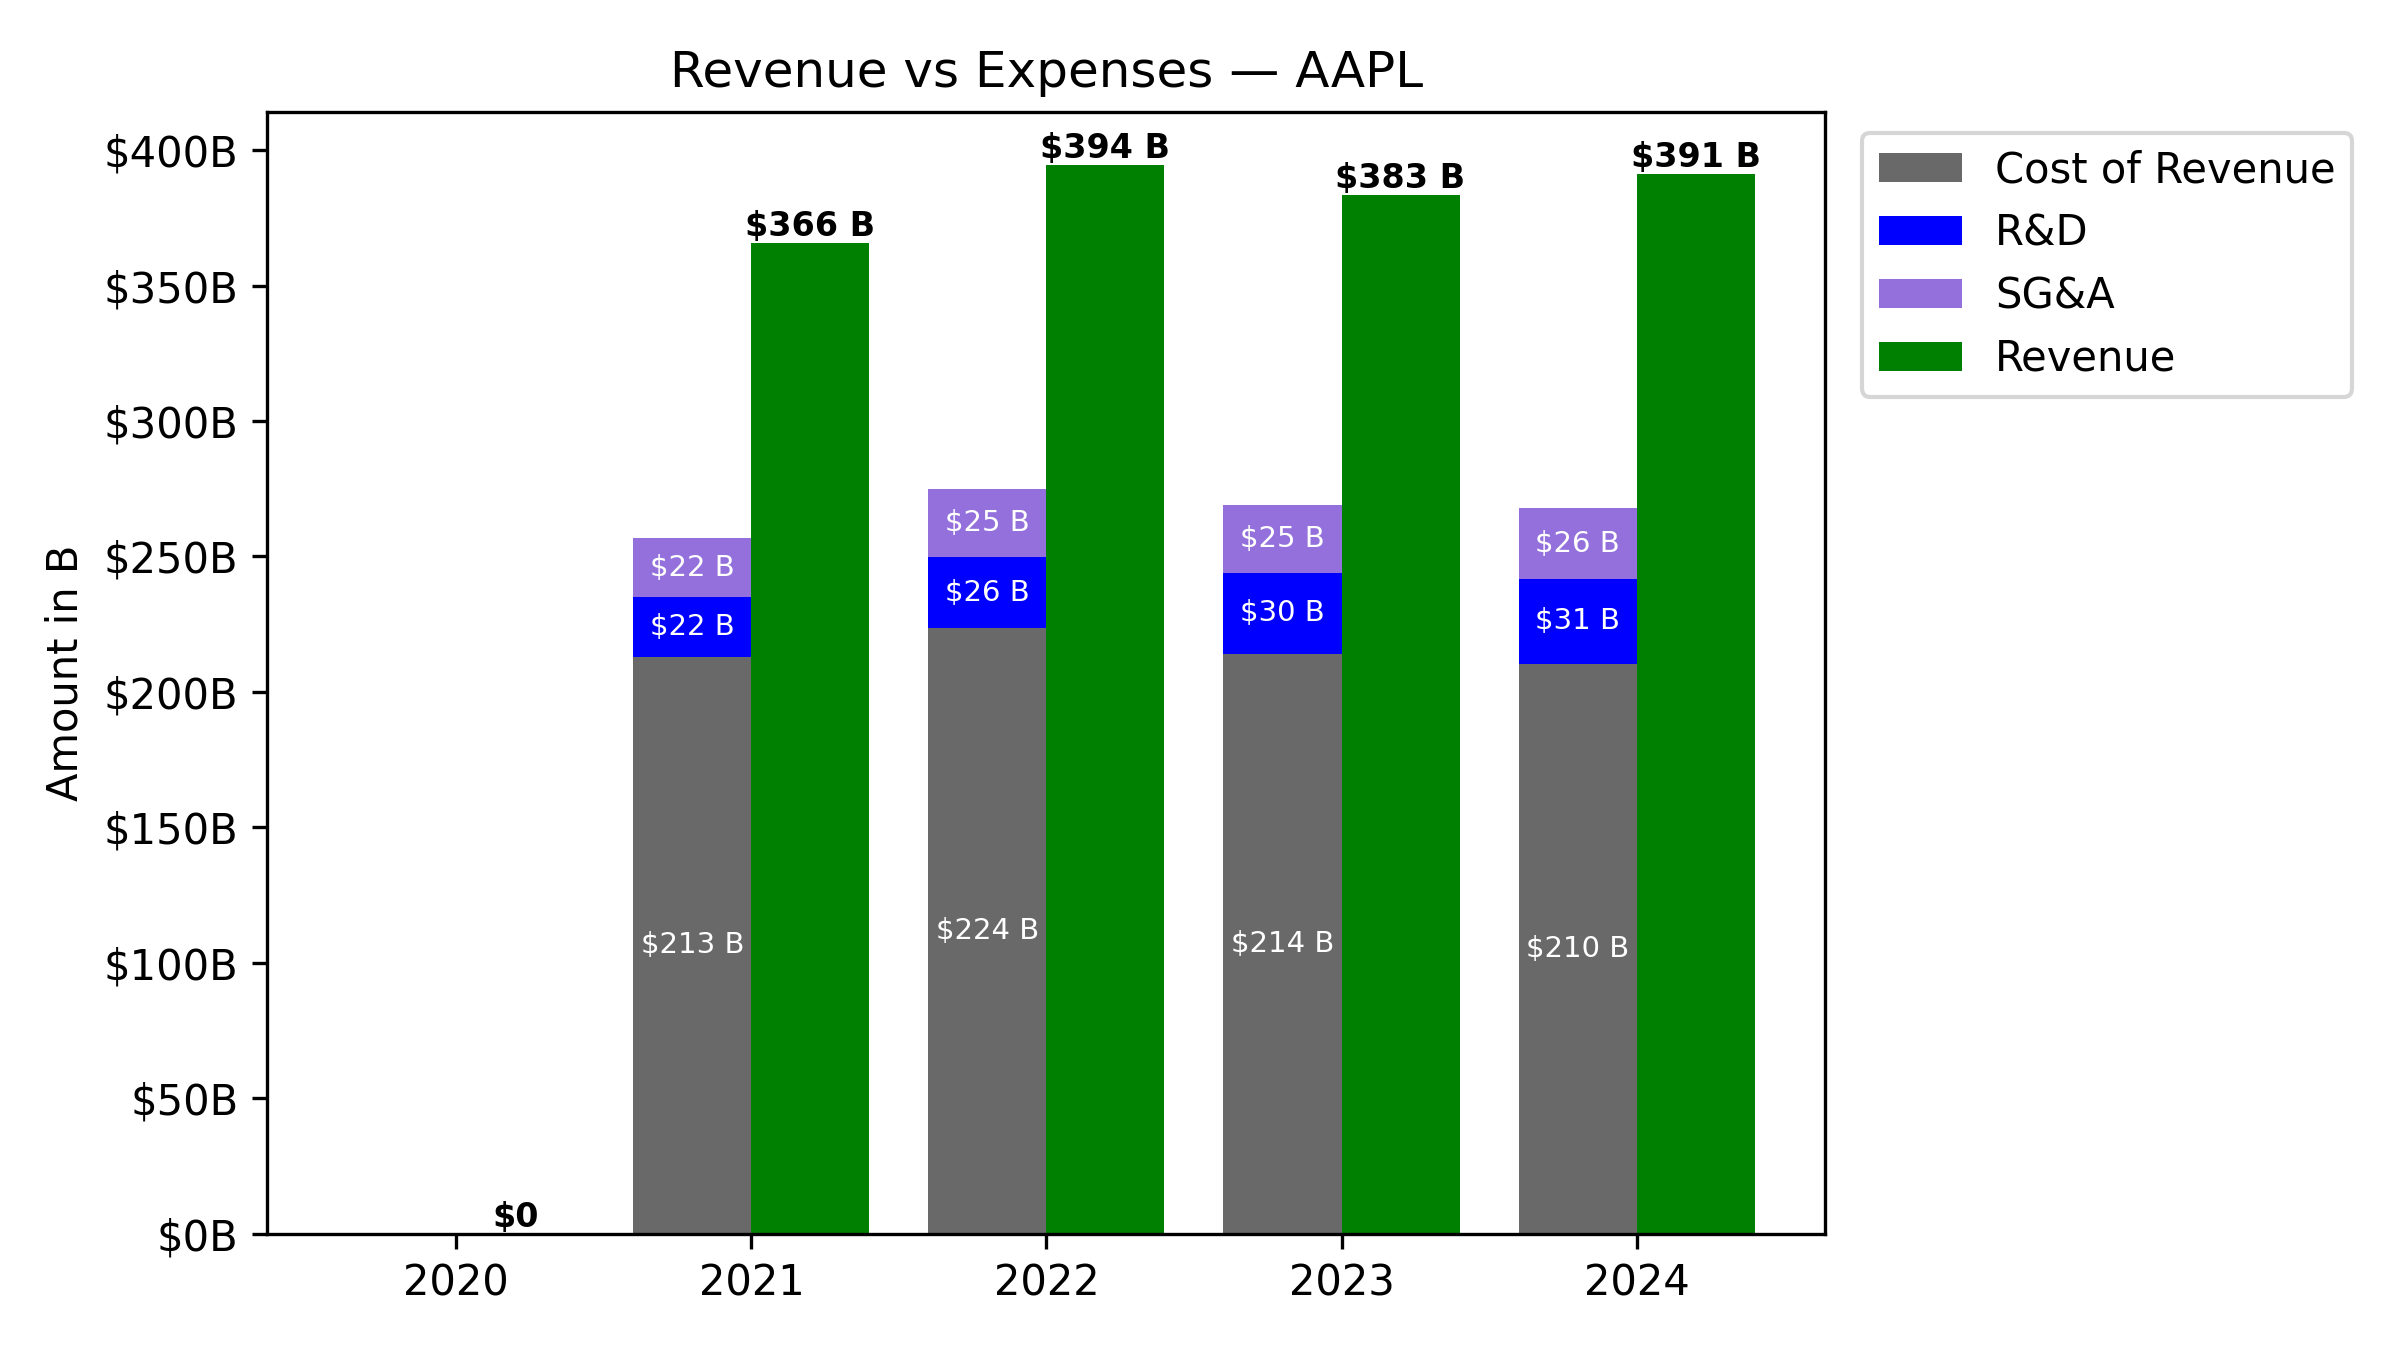 Revenue vs Expenses — AAPL
Amount in B
$400B
$350B
$300B
$250B
$200B
$150B
$100B
$50B
$0B
$0
$366 B
$22 B
$22 B
$213 B
$394 B
$25 B
$26 B
$224 B
$383 B
$25 B
$30 B
$214 B
$391 B
$26 B
$31 B
$210 B
2020 2021 2022 2023 2024
Cost of Revenue
R&D
SG&A
Revenue